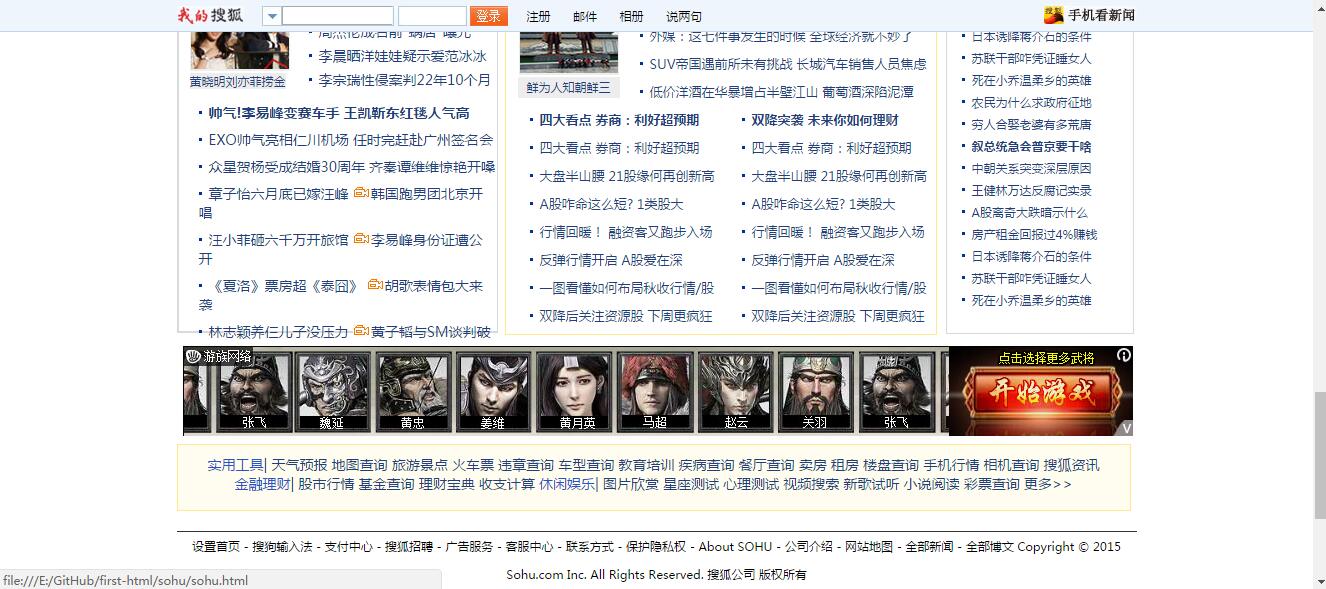 我的搜狐 登录 注册 邮件 相册 说两句 手机看新闻
黄晓明刘亦菲捞金
周杰伦召前"蜗居"曝光
李晨晒洋娃娃疑示爱范冰冰
李宗瑞性侵案判22年10个月
帅气!李易峰变赛车手 王凯靳东红毯人气高
EXO帅气亮相仁川机场 任时完赶赴广州签名会
众星贺杨受成结婚30周年 齐秦谭维维惊艳开嗓
章子怡六月底已嫁汪峰 韩国跑男团北京开
唱
汪小菲砸六千万开旅馆 李易峰身份证遭公
开
《夏洛》票房超《泰囧》 胡歌表情包大来
袭
林志颖养仨儿子没压力 黄子韬与SM谈判破
鲜为人知朝鲜三
外媒：这七件事发生的时候 全球经济就不妙了
SUV帝国遇前所未有挑战 长城汽车销售人员焦虑
低价洋酒在华暴增占半壁江山 葡萄酒深陷泥潭
四大看点 券商：利好超预期
四大看点 券商：利好超预期
大盘半山腰 21股缘何再创新高
A股咋命这么短? 1类股大
行情回暖！ 融资客又跑步入场
反弹行情开启 A股爱在深
一图看懂如何布局秋收行情/股
双降后关注资源股 下周更疯狂
双降突袭 未来你如何理财
四大看点 券商：利好超预期
大盘半山腰 21股缘何再创新高
A股咋命这么短? 1类股大
行情回暖！ 融资客又跑步入场
反弹行情开启 A股爱在深
一图看懂如何布局秋收行情/股
双降后关注资源股 下周更疯狂
日本诱降蒋介石的条件
苏联干部咋凭证睡女人
死在小乔温柔乡的英雄
农民为什么求政府征地
穷人合娶老婆有多荒唐
叙总统急会普京要干啥
中朝关系突变深层原因
王健林万达反腐记实录
A股离奇大跌暗示什么
房产租金回报过4%赚钱
日本诱降蒋介石的条件
苏联干部咋凭证睡女人
死在小乔温柔乡的英雄
游族网络
张飞 魏延 黄忠 姜维 黄月英 马超 赵云 关羽 张飞
点击选择更多武将
开始游戏
V
实用工具| 天气预报 地图查询 旅游景点 火车票 违章查询 车型查询 教育培训 疾病查询 餐厅查询 卖房 租房 楼盘查询 手机行情 相机查询 搜狐资讯
金融理财| 股市行情 基金查询 理财宝典 收支计算 休闲娱乐| 图片欣赏 星座测试 心理测试 视频搜索 新歌试听 小说阅读 彩票查询 更多>>
设置首页 - 搜狗输入法 - 支付中心 - 搜狐招聘 - 广告服务 - 客服中心 - 联系方式 - 保护隐私权 - About SOHU - 公司介绍 - 网站地图 - 全部新闻 - 全部博文 Copyright © 2015
Sohu.com Inc. All Rights Reserved. 搜狐公司 版权所有
file:///E:/GitHub/first-html/sohu/sohu.html